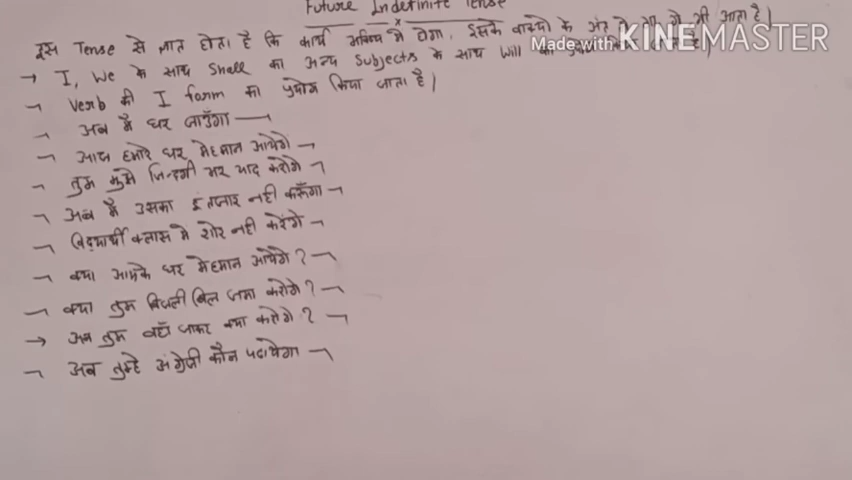 Future Indefinite Tense
इस Tense से ज्ञात होता है कि कार्य भविष्य में होगा, इसके वाक्यो के अंत में गा गे गी आता है।
Made with KINEMASTER
→ I, We के साथ Shall का अन्य Subjects के साथ Will का
→ Verb की I form का प्रयोग किया जाता है।
→ अब मैं घर जाउँगा —
→ आज हमारे घर मेहमान आयेगे →
→ तुम मुझे जिन्दगी भर याद करोगे →
→ अब मैं उसका इन्तजार नही करूँगा →
→ विद्यार्थी क्लास मे शोर नही करेगे →
→ क्या आपके घर मेहमान आयेगे? →
→ क्या तुम बिजली बिल जमा करोगे? →
→ अब तुम वहाँ जाकर क्या करोगे? →
→ अब तुम्हे अंग्रेजी कौन पढायेगा →